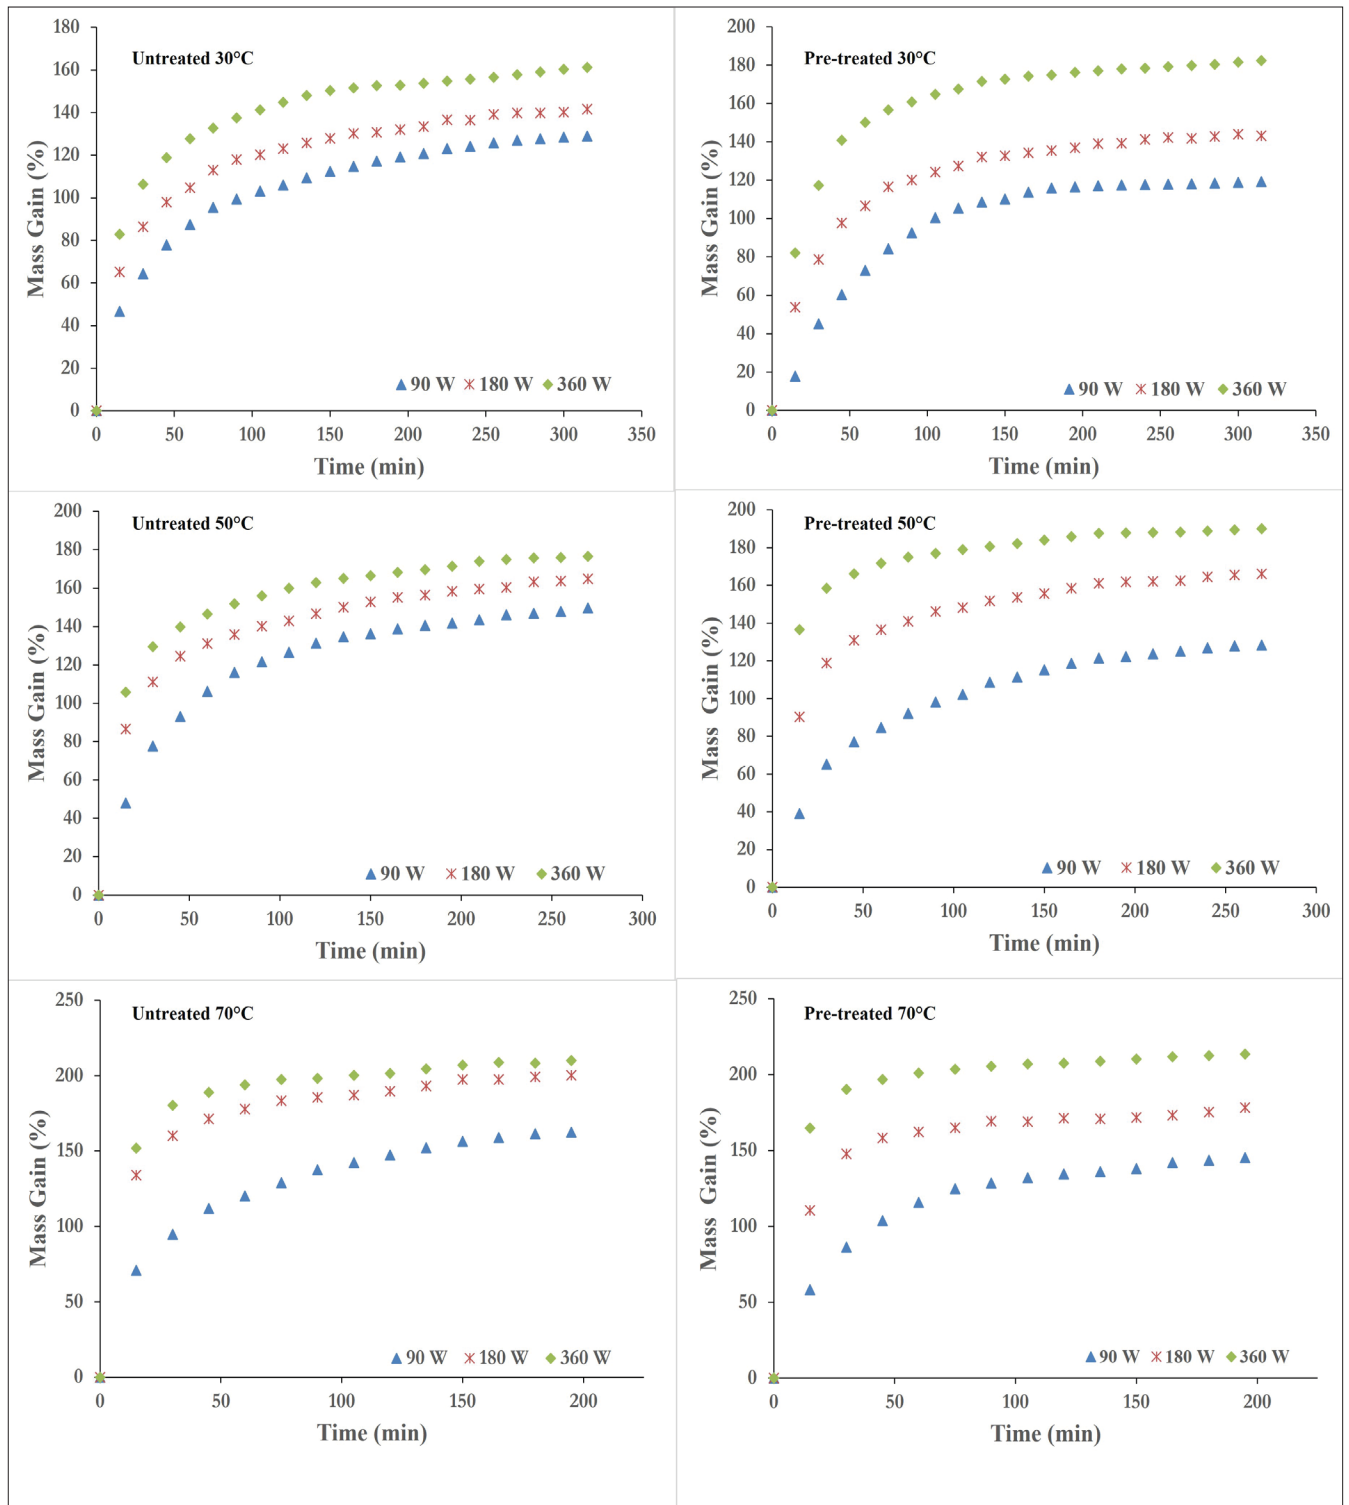 Untreated 30°C
180
160
140
120
100
80
60
40
20
0
Mass Gain (%)
90 W 180 W 360 W
0 50 100 150 200 250 300 350
Time (min)
Pre-treated 30°C
200
180
160
140
120
100
80
60
40
20
0
Mass Gain (%)
90 W 180 W 360 W
0 50 100 150 200 250 300 350
Time (min)
Untreated 50°C
200
180
160
140
120
100
80
60
40
20
0
Mass Gain (%)
90 W 180 W 360 W
0 50 100 150 200 250 300
Time (min)
Pre-treated 50°C
200
180
160
140
120
100
80
60
40
20
0
Mass Gain (%)
90 W 180 W 360 W
0 50 100 150 200 250 300
Time (min)
Untreated 70°C
250
200
150
100
50
0
Mass Gain (%)
90 W 180 W 360 W
0 50 100 150 200
Time (min)
Pre-treated 70°C
250
200
150
100
50
0
Mass Gain (%)
90 W 180 W 360 W
0 50 100 150 200
Time (min)